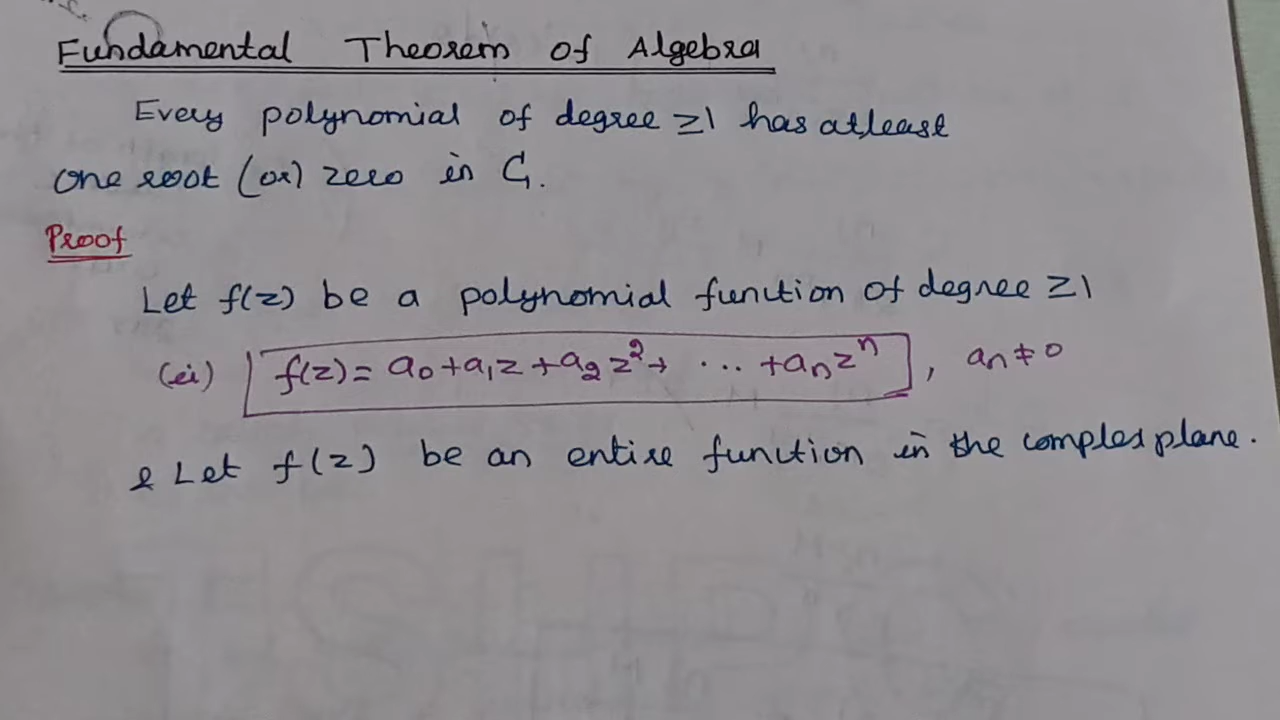 Fundamental Theorem of Algebra
Every polynomial of degree ≥1 has atleast
one root (or) zero in ℂ.
Proof
Let f(z) be a polynomial function of degree ≥1
(ei) f(z) = a₀+a₁z+a₂z²+ ... +aₙzⁿ, aₙ≠0
& Let f(z) be an entire function in the complex plane.